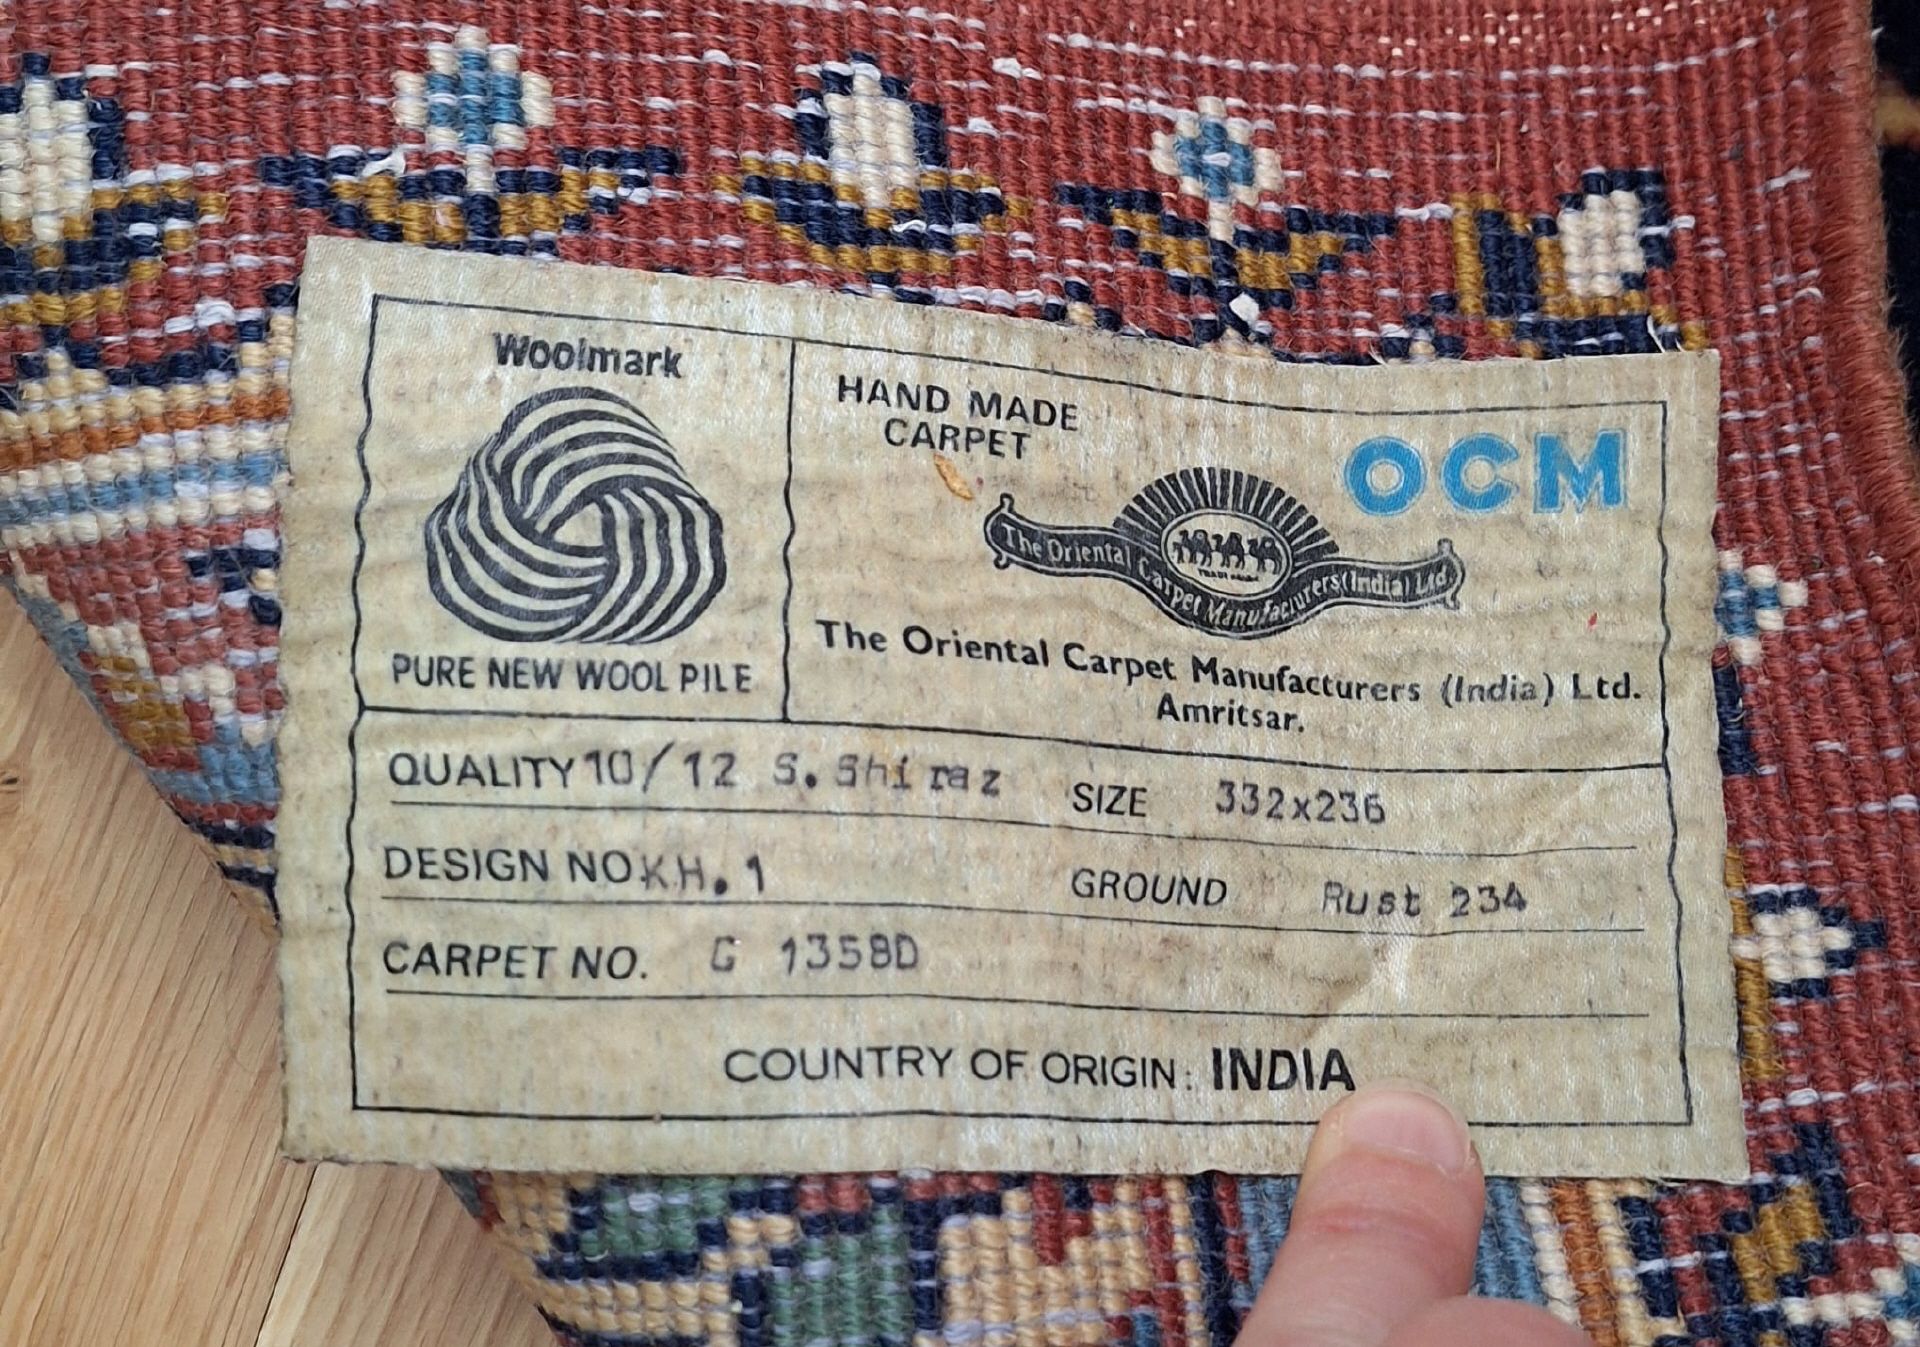 Woolmark
PURE NEW WOOL PILE
HAND MADE
CARPET
OCM
The Oriental Carpet Manufacturers (India) Ltd.
The Oriental Carpet Manufacturers (India) Ltd.
Amritsar.
QUALITY 10/12 S.Shiraz SIZE 332x236
DESIGN NO KH.1 GROUND Rust 234
CARPET NO. G 1358D
COUNTRY OF ORIGIN: INDIA